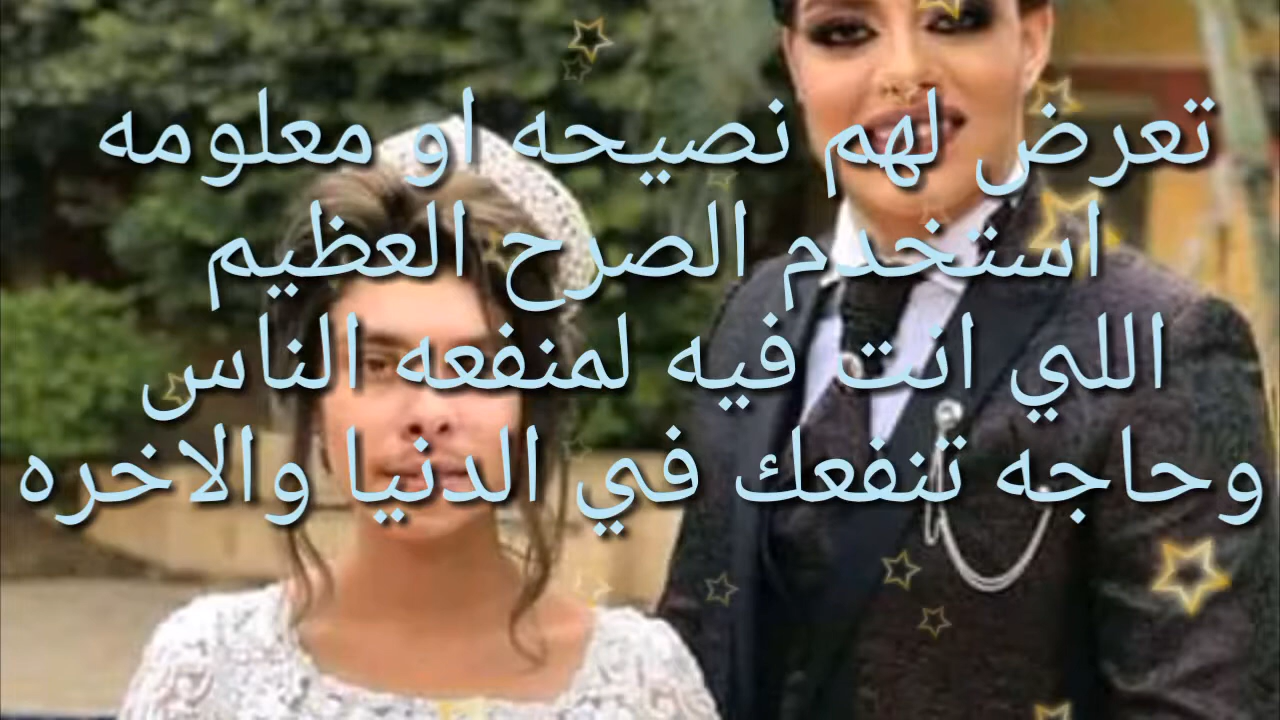 تعرض لهم نصيحه او معلومه
استخدم الصرح العظيم
اللي انت فيه لمنفعه الناس
وحاجه تنفعك في الدنيا والاخره